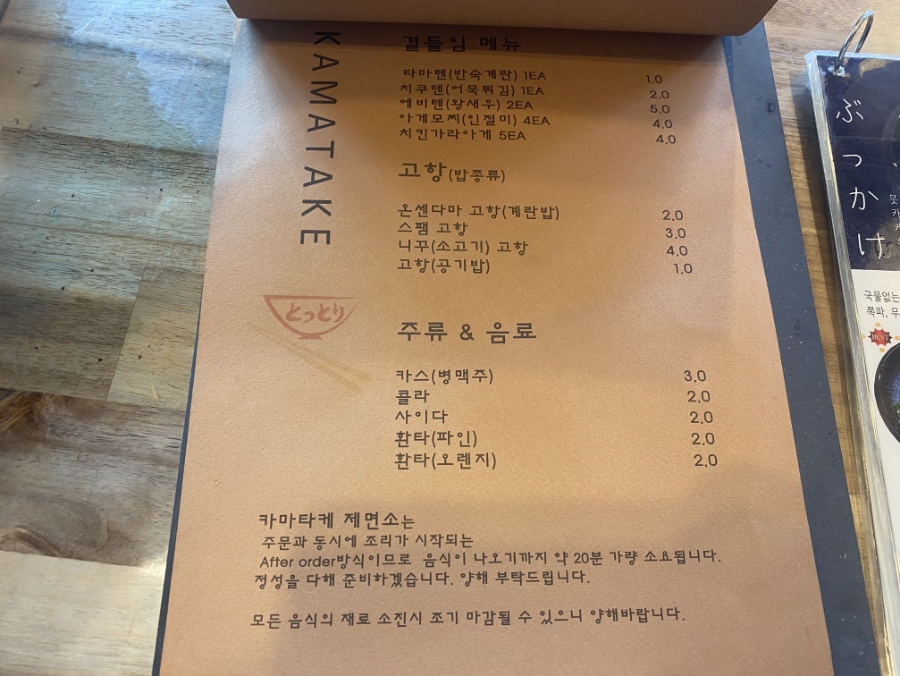 KAMATAKE
곁들임 메뉴
타마텐(반숙계란) 1EA 1.0
치쿠텐(어묵튀김) 1EA 2.0
에비텐(왕새우) 2EA 5.0
아게모찌(인절미) 4EA 4.0
치킨가라아게 5EA 4.0
고항(밥종류)
온센다마 고항(계란밥) 2.0
스팸 고항 3.0
니꾸(소고기) 고항 4.0
고항(공기밥) 1.0
とっとり
주류 & 음료
카스(병맥주) 3.0
콜라 2.0
사이다 2.0
환타(파인) 2.0
환타(오렌지) 2.0
카마타케 제면소는
주문과 동시에 조리가 시작되는
After order방식이므로 음식이 나오기까지 약 20분 가량 소요됩니다.
정성을 다해 준비하겠습니다. 양해 부탁드립니다.
모든 음식의 재료 소진시 조기 마감될 수 있으니 양해바랍니다.
ぶっかけ
국물없는
쪽파, 무